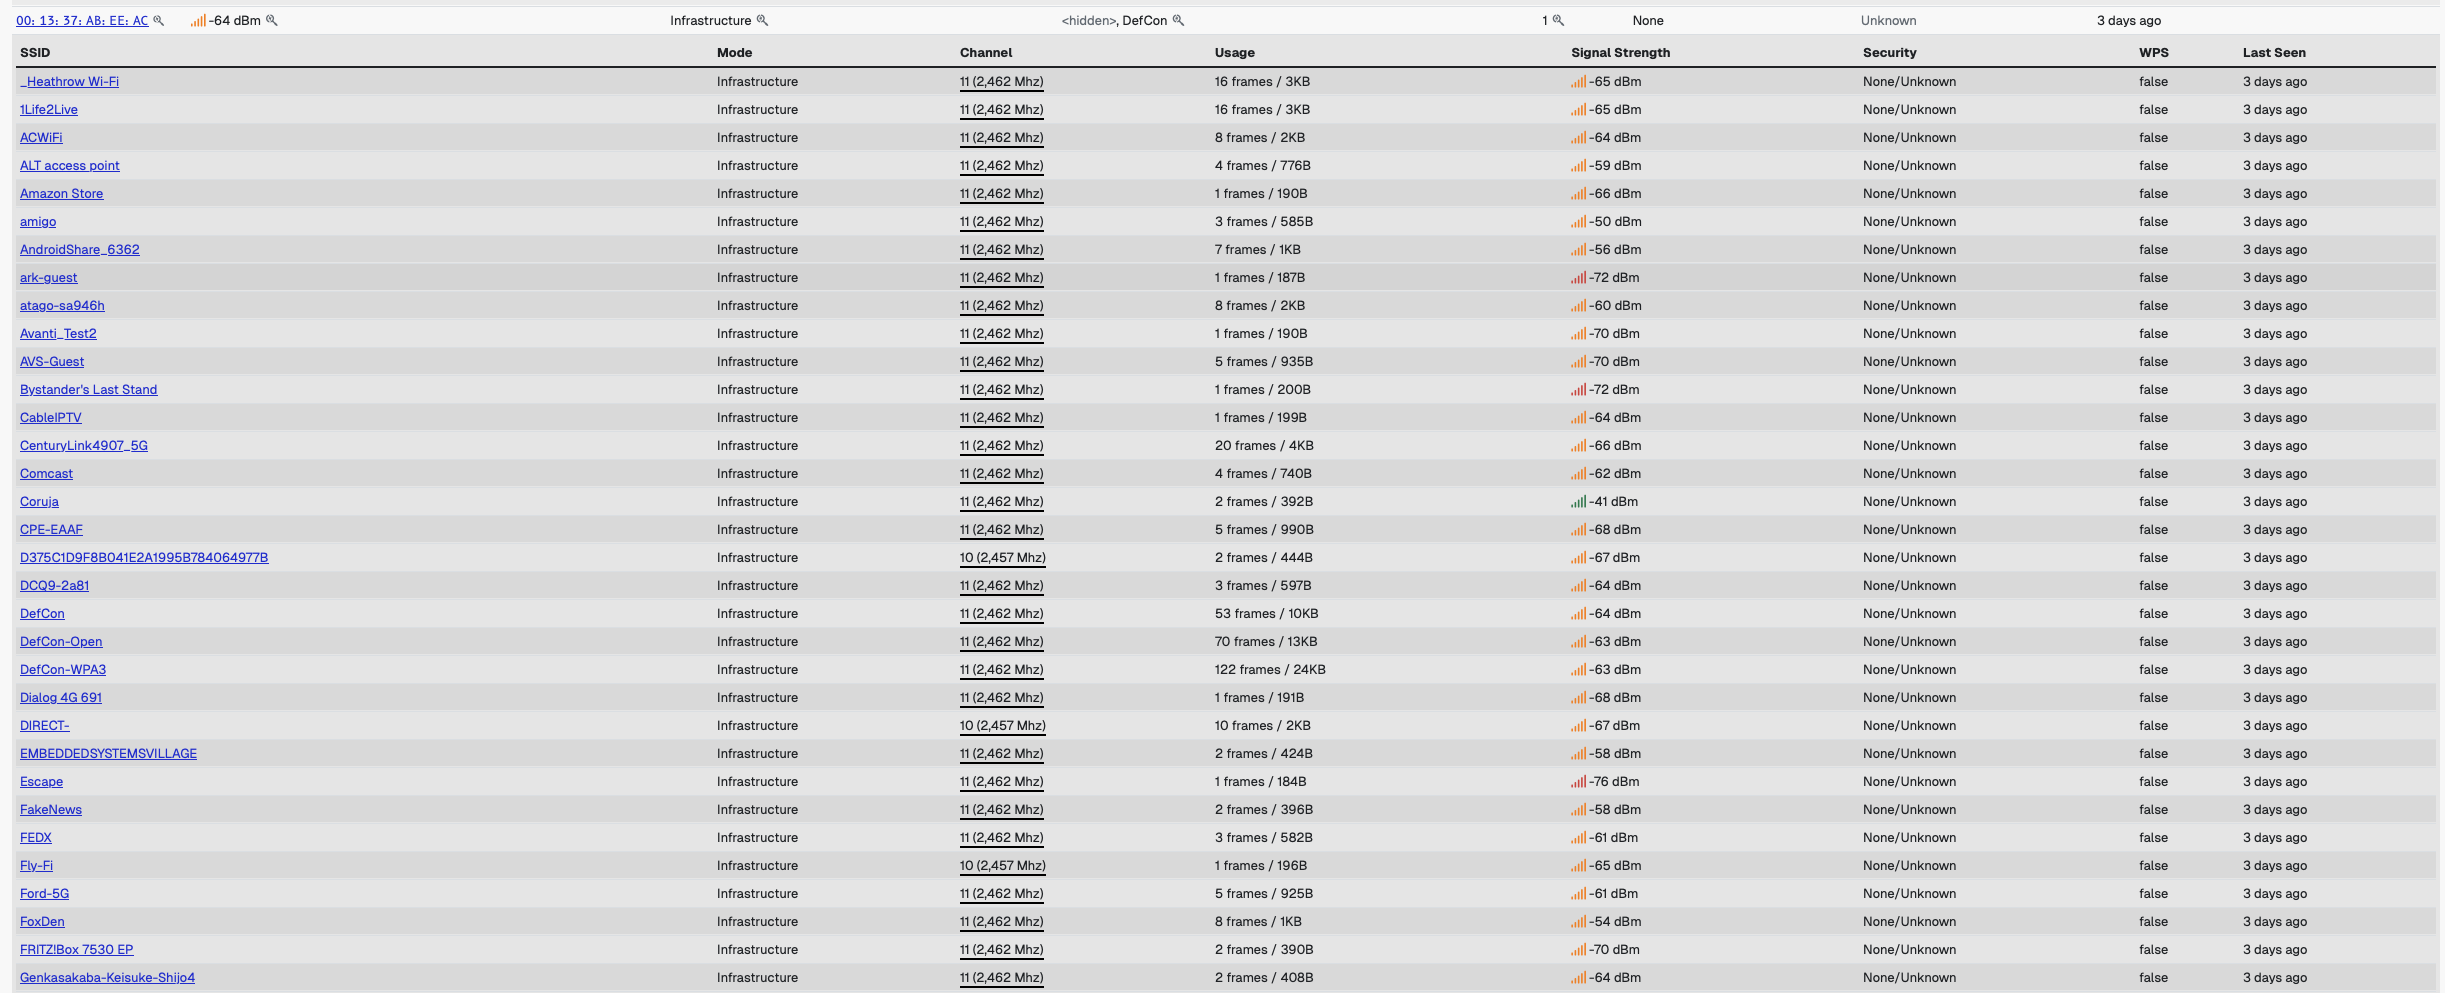 00:13:37:AB:EE:AC -64 dBm Infrastructure <hidden>, DefCon 1 None Unknown 3 days ago
SSID Mode Channel Usage Signal Strength Security WPS Last Seen
_Heathrow Wi-Fi Infrastructure 11 (2,462 Mhz) 16 frames / 3KB -65 dBm None/Unknown false 3 days ago
1Life2Live Infrastructure 11 (2,462 Mhz) 16 frames / 3KB -65 dBm None/Unknown false 3 days ago
ACWiFi Infrastructure 11 (2,462 Mhz) 8 frames / 2KB -64 dBm None/Unknown false 3 days ago
ALT access point Infrastructure 11 (2,462 Mhz) 4 frames / 776B -59 dBm None/Unknown false 3 days ago
Amazon Store Infrastructure 11 (2,462 Mhz) 1 frames / 190B -66 dBm None/Unknown false 3 days ago
amigo Infrastructure 11 (2,462 Mhz) 3 frames / 585B -50 dBm None/Unknown false 3 days ago
AndroidShare_6362 Infrastructure 11 (2,462 Mhz) 7 frames / 1KB -56 dBm None/Unknown false 3 days ago
ark-guest Infrastructure 11 (2,462 Mhz) 1 frames / 187B -72 dBm None/Unknown false 3 days ago
atago-sa946h Infrastructure 11 (2,462 Mhz) 8 frames / 2KB -60 dBm None/Unknown false 3 days ago
Avanti_Test2 Infrastructure 11 (2,462 Mhz) 1 frames / 190B -70 dBm None/Unknown false 3 days ago
AVS-Guest Infrastructure 11 (2,462 Mhz) 5 frames / 935B -70 dBm None/Unknown false 3 days ago
Bystander's Last Stand Infrastructure 11 (2,462 Mhz) 1 frames / 200B -72 dBm None/Unknown false 3 days ago
CableIPTV Infrastructure 11 (2,462 Mhz) 1 frames / 199B -64 dBm None/Unknown false 3 days ago
CenturyLink4907_5G Infrastructure 11 (2,462 Mhz) 20 frames / 4KB -66 dBm None/Unknown false 3 days ago
Comcast Infrastructure 11 (2,462 Mhz) 4 frames / 740B -62 dBm None/Unknown false 3 days ago
Coruja Infrastructure 11 (2,462 Mhz) 2 frames / 392B -41 dBm None/Unknown false 3 days ago
CPE-EAAF Infrastructure 11 (2,462 Mhz) 5 frames / 990B -68 dBm None/Unknown false 3 days ago
D375C1D9F8B041E2A1995B784064977B Infrastructure 10 (2,457 Mhz) 2 frames / 444B -67 dBm None/Unknown false 3 days ago
DCQ9-2a81 Infrastructure 11 (2,462 Mhz) 3 frames / 597B -64 dBm None/Unknown false 3 days ago
DefCon Infrastructure 11 (2,462 Mhz) 53 frames / 10KB -64 dBm None/Unknown false 3 days ago
DefCon-Open Infrastructure 11 (2,462 Mhz) 70 frames / 13KB -63 dBm None/Unknown false 3 days ago
DefCon-WPA3 Infrastructure 11 (2,462 Mhz) 122 frames / 24KB -63 dBm None/Unknown false 3 days ago
Dialog 4G 691 Infrastructure 11 (2,462 Mhz) 1 frames / 191B -68 dBm None/Unknown false 3 days ago
DIRECT- Infrastructure 10 (2,457 Mhz) 10 frames / 2KB -67 dBm None/Unknown false 3 days ago
EMBEDDEDSYSTEMSVILLAGE Infrastructure 11 (2,462 Mhz) 2 frames / 424B -58 dBm None/Unknown false 3 days ago
Escape Infrastructure 11 (2,462 Mhz) 1 frames / 184B -76 dBm None/Unknown false 3 days ago
FakeNews Infrastructure 11 (2,462 Mhz) 2 frames / 396B -58 dBm None/Unknown false 3 days ago
FEDX Infrastructure 11 (2,462 Mhz) 3 frames / 582B -61 dBm None/Unknown false 3 days ago
Fly-Fi Infrastructure 10 (2,457 Mhz) 1 frames / 196B -65 dBm None/Unknown false 3 days ago
Ford-5G Infrastructure 11 (2,462 Mhz) 5 frames / 925B -61 dBm None/Unknown false 3 days ago
FoxDen Infrastructure 11 (2,462 Mhz) 8 frames / 1KB -54 dBm None/Unknown false 3 days ago
FRITZ!Box 7530 EP Infrastructure 11 (2,462 Mhz) 2 frames / 390B -70 dBm None/Unknown false 3 days ago
Genkasakaba-Keisuke-Shijo4 Infrastructure 11 (2,462 Mhz) 2 frames / 408B -64 dBm None/Unknown false 3 days ago